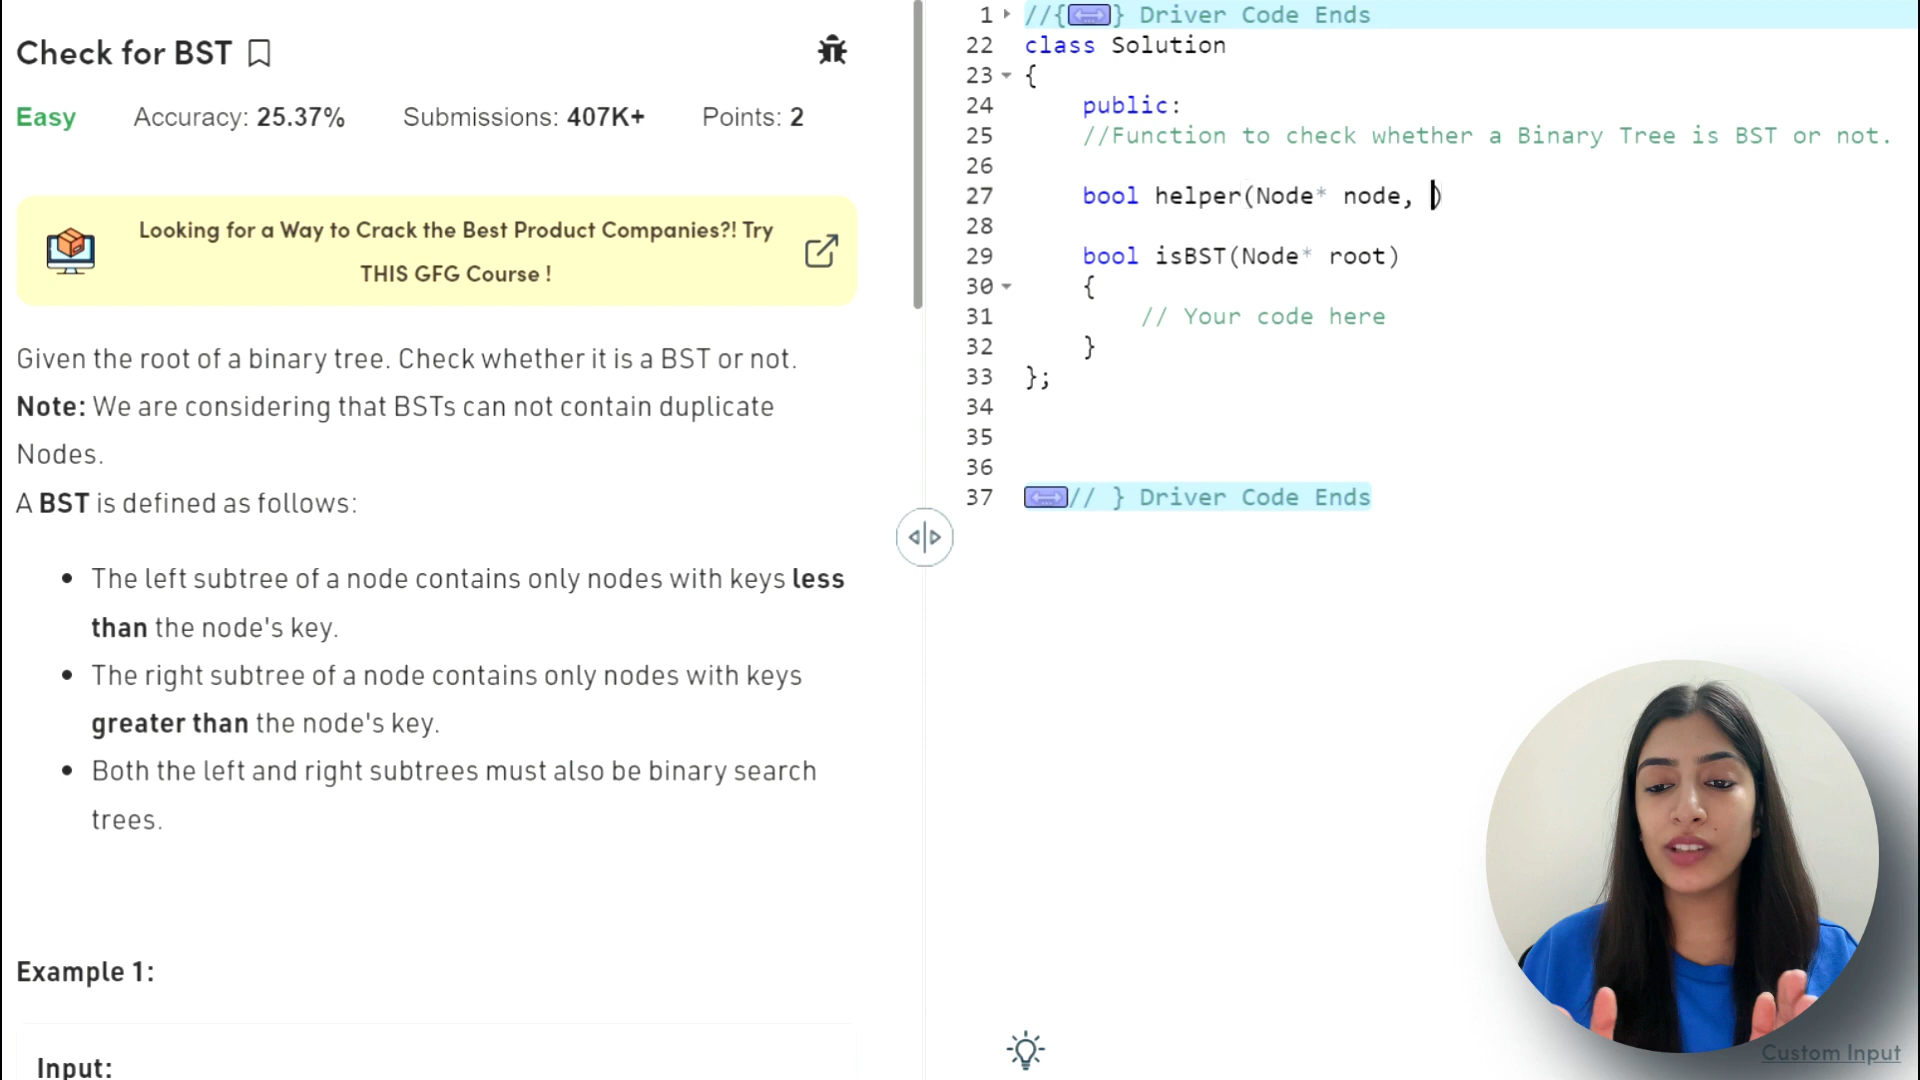 Check for BST
Easy Accuracy: 25.37% Submissions: 407K+ Points: 2
Looking for a Way to Crack the Best Product Companies?! Try
THIS GFG Course !
Given the root of a binary tree. Check whether it is a BST or not.
Note: We are considering that BSTs can not contain duplicate
Nodes.
A BST is defined as follows:
The left subtree of a node contains only nodes with keys less
than the node's key.
The right subtree of a node contains only nodes with keys
greater than the node's key.
Both the left and right subtrees must also be binary search
trees.
Example 1:
Input:
1 //{ } Driver Code Ends
22 class Solution
23 {
24 public:
25 //Function to check whether a Binary Tree is BST or not.
26
27 bool helper(Node* node, )
28
29 bool isBST(Node* root)
30 {
31 // Your code here
32 }
33 };
34
35
36
37 // } Driver Code Ends
Custom Input